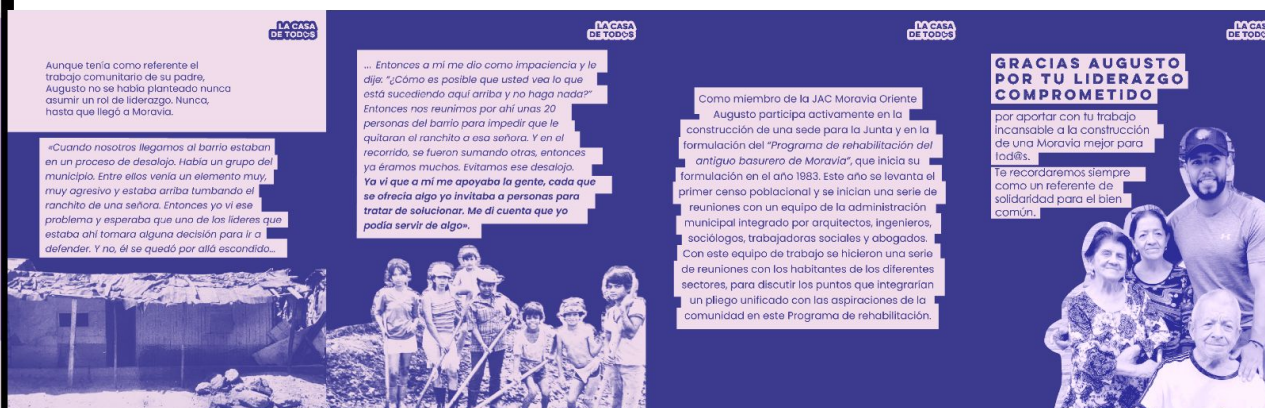 LA CASA
DE TODOS
Aunque tenía como referente el
trabajo comunitario de su padre,
Augusto no se había planteado nunca
asumir un rol de liderazgo. Nunca,
hasta que llegó a Moravia.
«Cuando nosotros llegamos al barrio estaban
en un proceso de desalojo. Había un grupo del
municipio. Entre ellos venía un elemento muy,
muy agresivo y estaba arriba tumbando el
ranchito de una señora. Entonces yo vi ese
problema y esperaba que uno de los líderes que
estaba ahí tomara alguna decisión para ir a
defender. Y no, él se quedó por allá escondido...
LA CASA
DE TODOS
... Entonces a mi me dio como impaciencia y le
dije: "¿Cómo es posible que usted vea lo que
está sucediendo aquí arriba y no haga nada?"
Entonces nos reunimos por ahí unas 20
personas del barrio para impedir que le
quitaran el ranchito a esa señora. Y en el
recorrido, se fueron sumando otras, entonces
ya éramos muchos. Evitamos ese desalojo.
Ya vi que a mí me apoyaba la gente, cada que
se ofrecía algo yo invitaba a personas para
tratar de solucionar. Me di cuenta que yo
podía servir de algo».
LA CASA
DE TODOS
Como miembro de la JAC Moravia Oriente
Augusto participa activamente en la
construcción de una sede para la Junta y en la
formulación del "Programa de rehabilitación del
antiguo basurero de Moravia", que inicia su
formulación en el año 1983. Este año se levanta el
primer censo poblacional y se inician una serie de
reuniones con un equipo de la administración
municipal integrado por arquitectos, ingenieros,
sociólogos, trabajadoras sociales y abogados.
Con este equipo de trabajo se hicieron una serie
de reuniones con los habitantes de los diferentes
sectores, para discutir los puntos que integrarían
un pliego unificado con las aspiraciones de la
comunidad en este Programa de rehabilitación.
LA CAS
DE TOD
GRACIAS AUGUSTO
POR TU LIDERAZGO
COMPROMETIDO
por aportar con tu trabajo
incansable a la construcción
de una Moravia mejor para
tod@s.
Te recordaremos siempre
como un referente de
solidaridad para el bien
común.